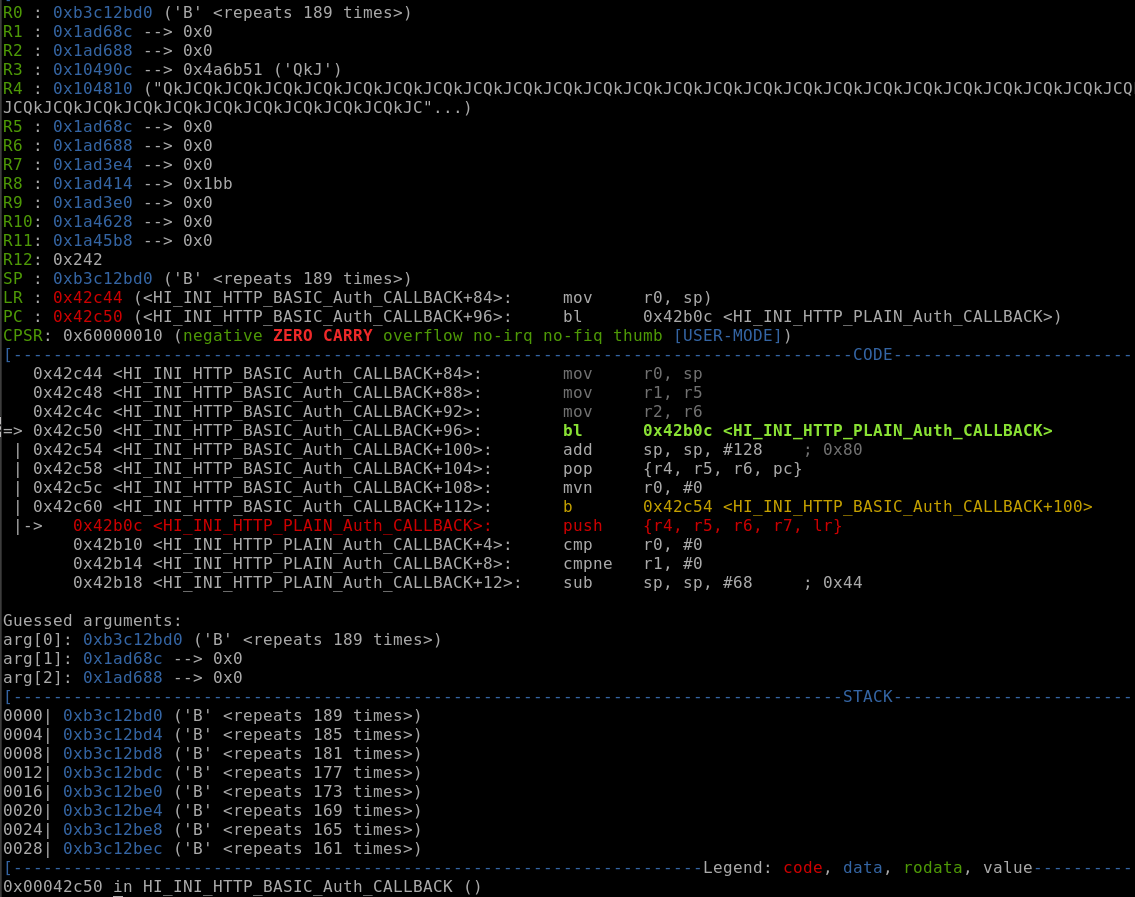 R0 : 0xb3c12bd0 ('B' <repeats 189 times>)
R1 : 0x1ad68c --> 0x0
R2 : 0x1ad688 --> 0x0
R3 : 0x10490c --> 0x4a6b51 ('QkJ')
R4 : 0x104810 ("QkJCQkJCQkJCQkJCQkJCQkJCQkJCQkJCQkJCQkJCQkJCQkJCQkJCQkJCQkJCQkJCQkJCQkJCQkJCQkJCQkJCQkJCQkJCQkJCQ
JCQkJCQkJCQkJCQkJCQkJCQkJCQkJCQkJCQkJCQkJC"...)
R5 : 0x1ad68c --> 0x0
R6 : 0x1ad688 --> 0x0
R7 : 0x1ad3e4 --> 0x0
R8 : 0x1ad414 --> 0x1bb
R9 : 0x1ad3e0 --> 0x0
R10: 0x1a4628 --> 0x0
R11: 0x1a45b8 --> 0x0
R12: 0x242
SP : 0xb3c12bd0 ('B' <repeats 189 times>)
LR : 0x42c44 (<HI_INI_HTTP_BASIC_Auth_CALLBACK+84>: mov r0, sp)
PC : 0x42c50 (<HI_INI_HTTP_BASIC_Auth_CALLBACK+96>: bl 0x42b0c <HI_INI_HTTP_PLAIN_Auth_CALLBACK>)
CPSR: 0x60000010 (negative ZERO CARRY overflow no-irq no-fiq thumb [USER-MODE])
[------------------------------------------------------------------------------------CODE------------------------
0x42c44 <HI_INI_HTTP_BASIC_Auth_CALLBACK+84>: mov r0, sp
0x42c48 <HI_INI_HTTP_BASIC_Auth_CALLBACK+88>: mov r1, r5
0x42c4c <HI_INI_HTTP_BASIC_Auth_CALLBACK+92>: mov r2, r6
=> 0x42c50 <HI_INI_HTTP_BASIC_Auth_CALLBACK+96>: bl 0x42b0c <HI_INI_HTTP_PLAIN_Auth_CALLBACK>
| 0x42c54 <HI_INI_HTTP_BASIC_Auth_CALLBACK+100>: add sp, sp, #128 ; 0x80
| 0x42c58 <HI_INI_HTTP_BASIC_Auth_CALLBACK+104>: pop {r4, r5, r6, pc}
| 0x42c5c <HI_INI_HTTP_BASIC_Auth_CALLBACK+108>: mvn r0, #0
| 0x42c60 <HI_INI_HTTP_BASIC_Auth_CALLBACK+112>: b 0x42c54 <HI_INI_HTTP_BASIC_Auth_CALLBACK+100>
|-> 0x42b0c <HI_INI_HTTP_PLAIN_Auth_CALLBACK>: push {r4, r5, r6, r7, lr}
0x42b10 <HI_INI_HTTP_PLAIN_Auth_CALLBACK+4>: cmp r0, #0
0x42b14 <HI_INI_HTTP_PLAIN_Auth_CALLBACK+8>: cmpne r1, #0
0x42b18 <HI_INI_HTTP_PLAIN_Auth_CALLBACK+12>: sub sp, sp, #68 ; 0x44
Guessed arguments:
arg[0]: 0xb3c12bd0 ('B' <repeats 189 times>)
arg[1]: 0x1ad68c --> 0x0
arg[2]: 0x1ad688 --> 0x0
[-----------------------------------------------------------------------------------STACK------------------------
0000| 0xb3c12bd0 ('B' <repeats 189 times>)
0004| 0xb3c12bd4 ('B' <repeats 185 times>)
0008| 0xb3c12bd8 ('B' <repeats 181 times>)
0012| 0xb3c12bdc ('B' <repeats 177 times>)
0016| 0xb3c12be0 ('B' <repeats 173 times>)
0020| 0xb3c12be4 ('B' <repeats 169 times>)
0024| 0xb3c12be8 ('B' <repeats 165 times>)
0028| 0xb3c12bec ('B' <repeats 161 times>)
[---------------------------------------------------------------------Legend: code, data, rodata, value----------
0x00042c50 in HI_INI_HTTP_BASIC_Auth_CALLBACK ()